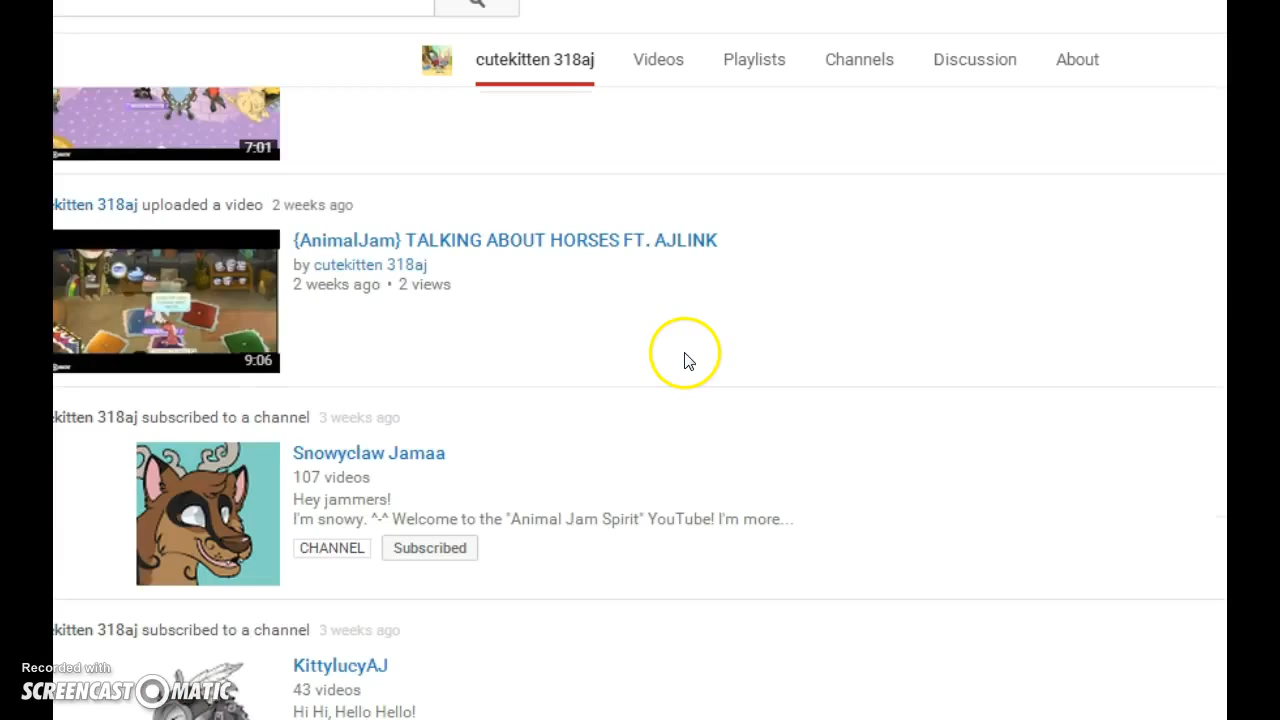 cutekitten 318aj Videos Playlists Channels Discussion About
7:01
kitten 318aj uploaded a video 2 weeks ago
{AnimalJam} TALKING ABOUT HORSES FT. AJLINK
by cutekitten 318aj
2 weeks ago • 2 views
9:06
kitten 318aj subscribed to a channel 3 weeks ago
Snowyclaw Jamaa
107 videos
Hey jammers!
I'm snowy. ^-^ Welcome to the "Animal Jam Spirit" YouTube! I'm more...
CHANNEL Subscribed
kitten 318aj subscribed to a channel 3 weeks ago
KittylucyAJ
43 videos
Hi Hi, Hello Hello!
Recorded with
SCREENCAST-O-MATIC